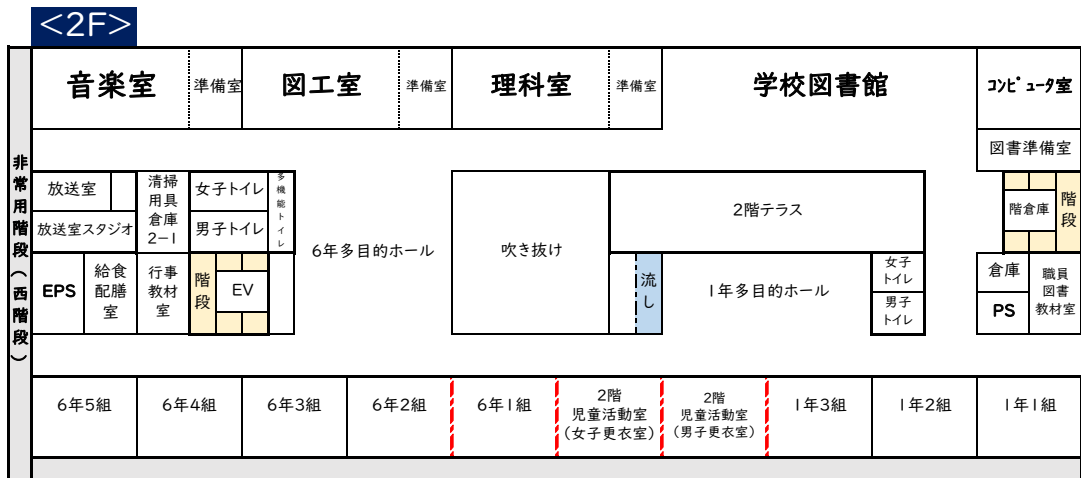 <2F>
音楽室
準備室
図工室
準備室
理科室
準備室
学校図書館
コンピュータ室
図書準備室
非常用階段(西階段)
放送室
放送室スタジオ
清掃
用具
倉庫
2-1
女子トイレ
男子トイレ
多機能トイレ
6年多目的ホール
吹き抜け
2階テラス
階倉庫
階段
EPS
給食
配膳
室
行事
教材
室
階段
EV
流し
1年多目的ホール
女子
トイレ
男子
トイレ
倉庫
PS
職員
図書
教材室
6年5組
6年4組
6年3組
6年2組
6年1組
2階
児童活動室
(女子更衣室)
2階
児童活動室
(男子更衣室)
1年3組
1年2組
1年1組